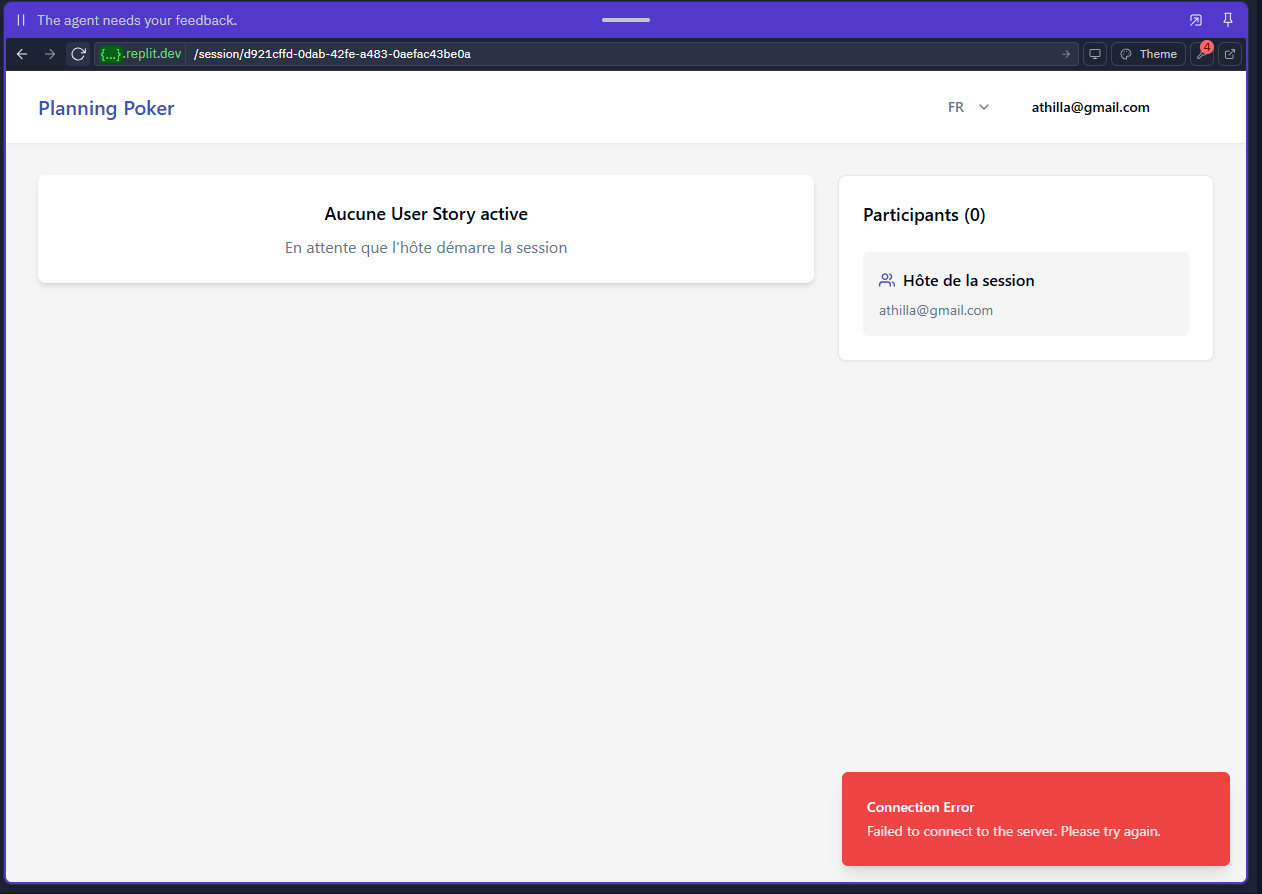 The agent needs your feedback.
{...}.replit.dev /session/d921cffd-0dab-42fe-a483-0aefac43be0a
Theme
4
Planning Poker
FR
athilla@gmail.com
Aucune User Story active
En attente que l'hôte démarre la session
Participants (0)
Hôte de la session
athilla@gmail.com
Connection Error
Failed to connect to the server. Please try again.